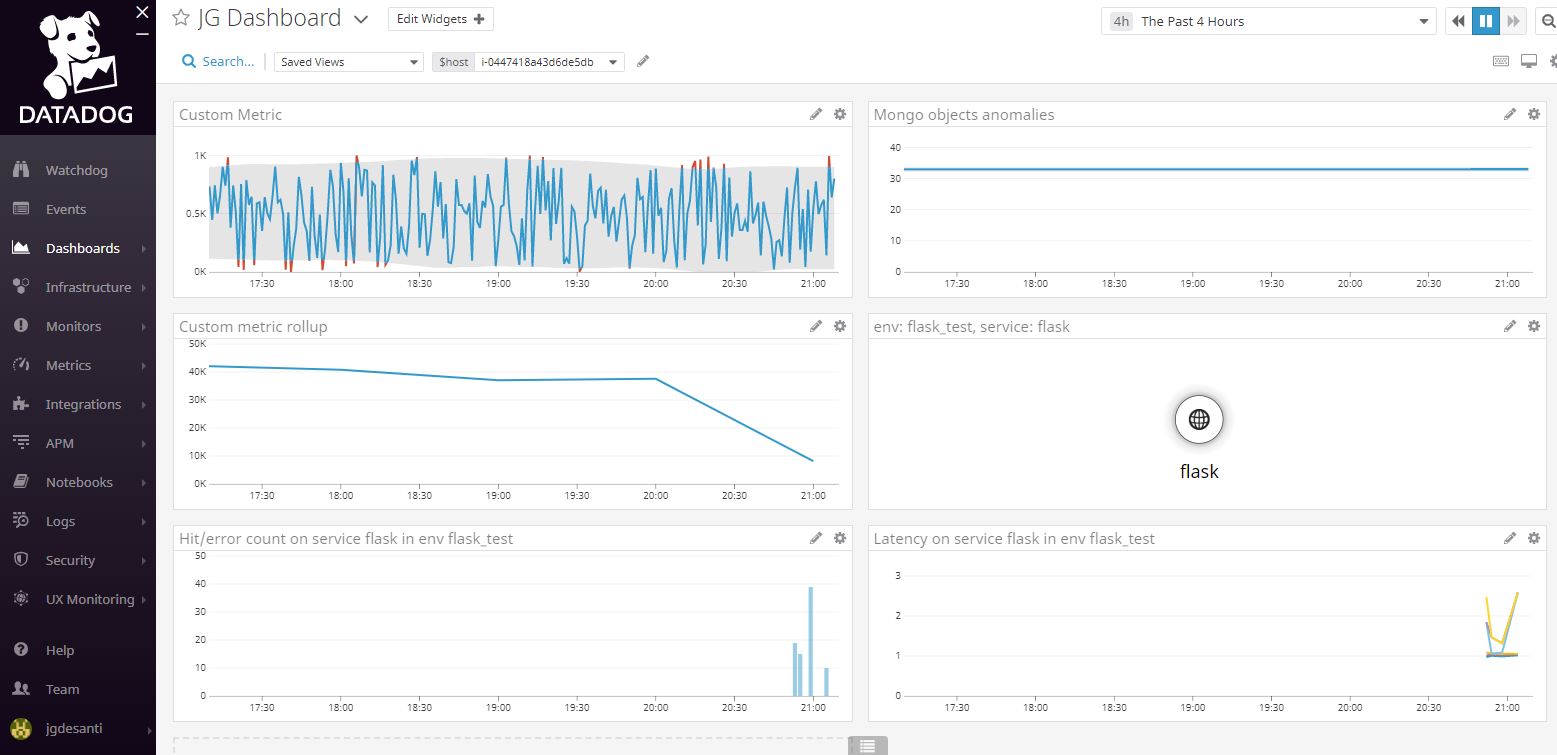 DATADOG
Watchdog
Events
Dashboards
Infrastructure
Monitors
Metrics
Integrations
APM
Notebooks
Logs
Security
UX Monitoring
Help
Team
jgdesanti
JG Dashboard
Edit Widgets +
4h The Past 4 Hours
Search...
Saved Views
$host i-0447418a43d6de5db
Custom Metric
1K
0.5K
0K
17:30 18:00 18:30 19:00 19:30 20:00 20:30 21:00
Mongo objects anomalies
40
30
20
10
0
17:30 18:00 18:30 19:00 19:30 20:00 20:30 21:00
Custom metric rollup
50K
40K
30K
20K
10K
0K
17:30 18:00 18:30 19:00 19:30 20:00 20:30 21:00
env: flask_test, service: flask
flask
Hit/error count on service flask in env flask_test
50
40
30
20
10
0
17:30 18:00 18:30 19:00 19:30 20:00 20:30 21:00
Latency on service flask in env flask_test
3
2
1
0
17:30 18:00 18:30 19:00 19:30 20:00 20:30 21:00